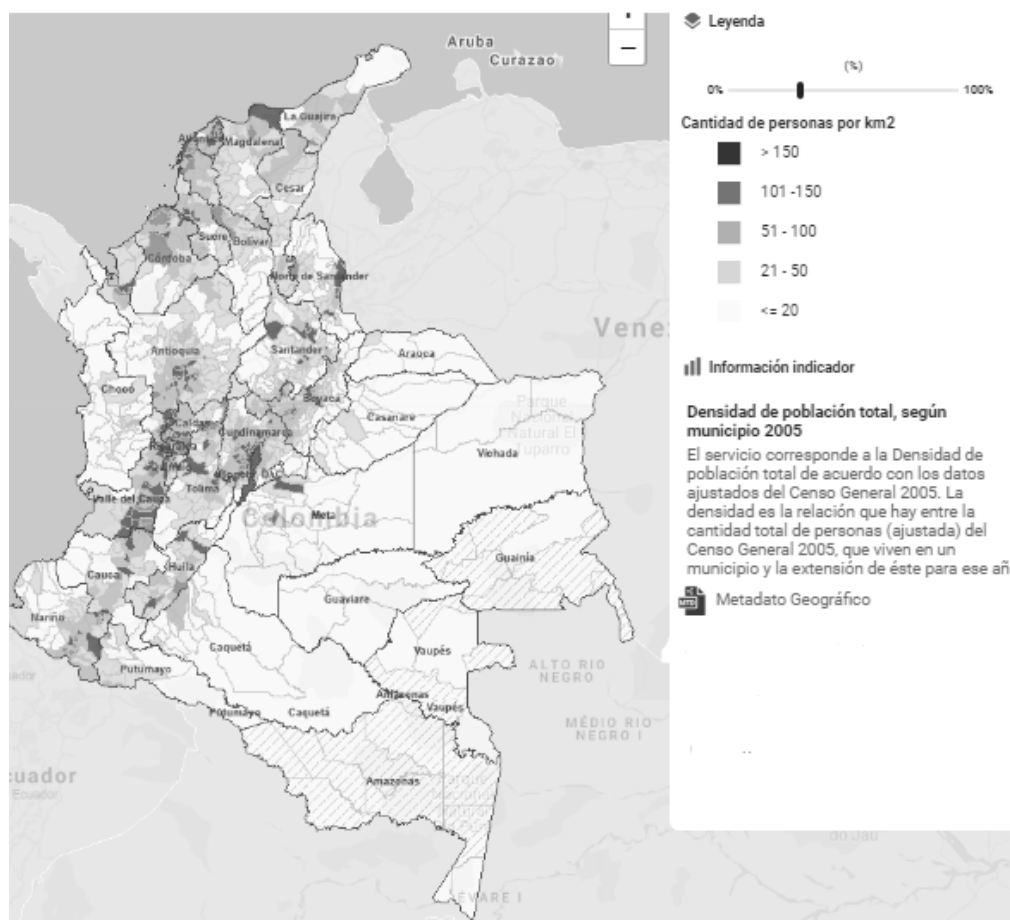 +
−
Aruba
Curazao
La Guajira
Magdalena
Cesar
Sucre
Bolívar
Córdoba
Norte de Santander
Antioquia
Santander
Arauca
Vene
Chocó
Boyacá
Casanare
Caldas
Cundinamarca
Parque
Nacional
Natural El
Tuparro
Vichada
Tolima
Valle del Cauca
Colombia
Meta
Guainía
Huila
Cauca
Guaviare
Nariño
Caquetá
Vaupés
Putumayo
ALTO RIO
NEGRO
Amazonas
Vaupés
Putumayo
Caquetá
MÉDIO RIO
NEGRO I
cuador
Ecuador
Amazonas
Parque
do Jaú
Leyenda
(%)
0%
100%
Cantidad de personas por km2
> 150
101 -150
51 - 100
21 - 50
<= 20
Información indicador
Densidad de población total, según
municipio 2005
El servicio corresponde a la Densidad de
población total de acuerdo con los datos
ajustados del Censo General 2005. La
densidad es la relación que hay entre la
cantidad total de personas (ajustada) del
Censo General 2005, que viven en un
municipio y la extensión de éste para ese añ
MTD
Metadato Geográfico